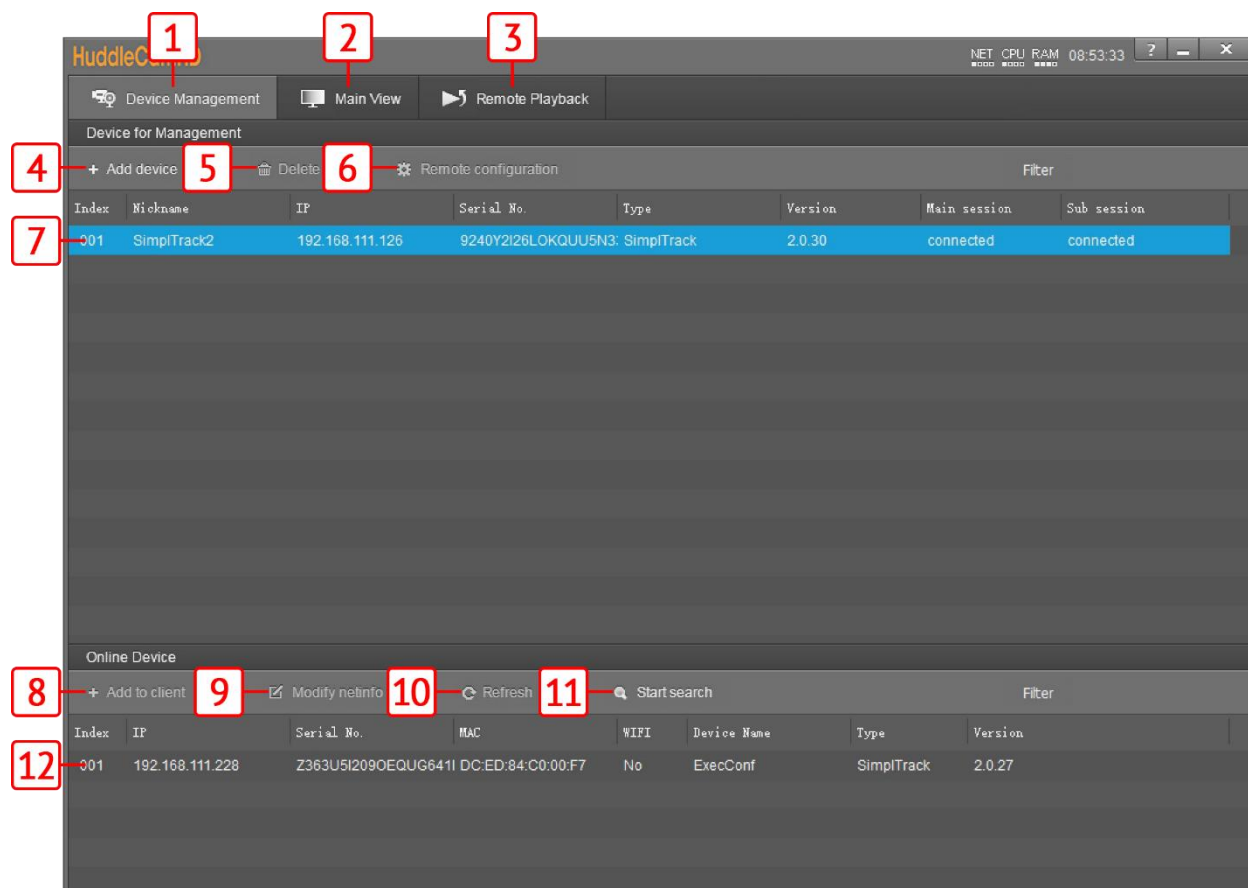 1 2 3
HuddleCamHD NET CPU RAM 08:53:33 ? – ×
Device Management Main View Remote Playback
Device for Management
4 + Add device 5 Delete 6 Remote configuration Filter
Index Nickname IP Serial No. Type Version Main session Sub session
7 001 SimplTrack2 192.168.111.126 9240Y2I26LOKQUU5N3 SimplTrack 2.0.30 connected connected
Online Device
8 + Add to client 9 Modify netinfo 10 Refresh 11 Start search Filter
Index IP Serial No. MAC WIFI Device Name Type Version
12 001 192.168.111.228 Z363U5I209OEQUG641 DC:ED:84:C0:00:F7 No ExecConf SimplTrack 2.0.27